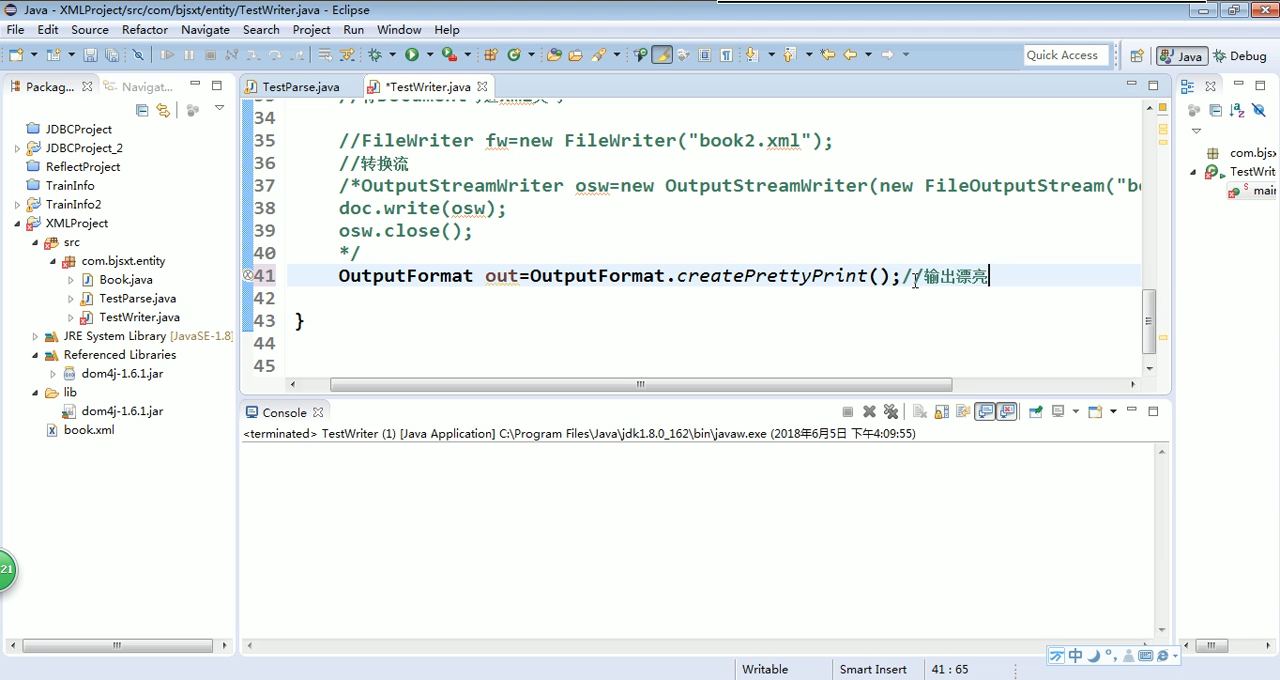 Java - XMLProject/src/com/bjsxt/entity/TestWriter.java - Eclipse
File Edit Source Refactor Navigate Search Project Run Window Help
Quick Access Java Debug
Packag... Navigat...
TestParse.java *TestWriter.java
JDBCProject
JDBCProject_2
ReflectProject
TrainInfo
TrainInfo2
XMLProject
src
com.bjsxt.entity
Book.java
TestParse.java
TestWriter.java
JRE System Library [JavaSE-1.8]
Referenced Libraries
dom4j-1.6.1.jar
lib
dom4j-1.6.1.jar
book.xml
34
35 //FileWriter fw=new FileWriter("book2.xml");
36 //转换流
37 /*OutputStreamWriter osw=new OutputStreamWriter(new FileOutputStream("bo
38 doc.write(osw);
39 osw.close();
40 */
41 OutputFormat out=OutputFormat.createPrettyPrint();//输出漂亮
42
43 }
44
45
com.bjsx
TestWrit
main
Console
<terminated> TestWriter (1) [Java Application] C:\Program Files\Java\jdk1.8.0_162\bin\javaw.exe (2018年6月5日 下午4:09:55)
21
中
Writable Smart Insert 41 : 65